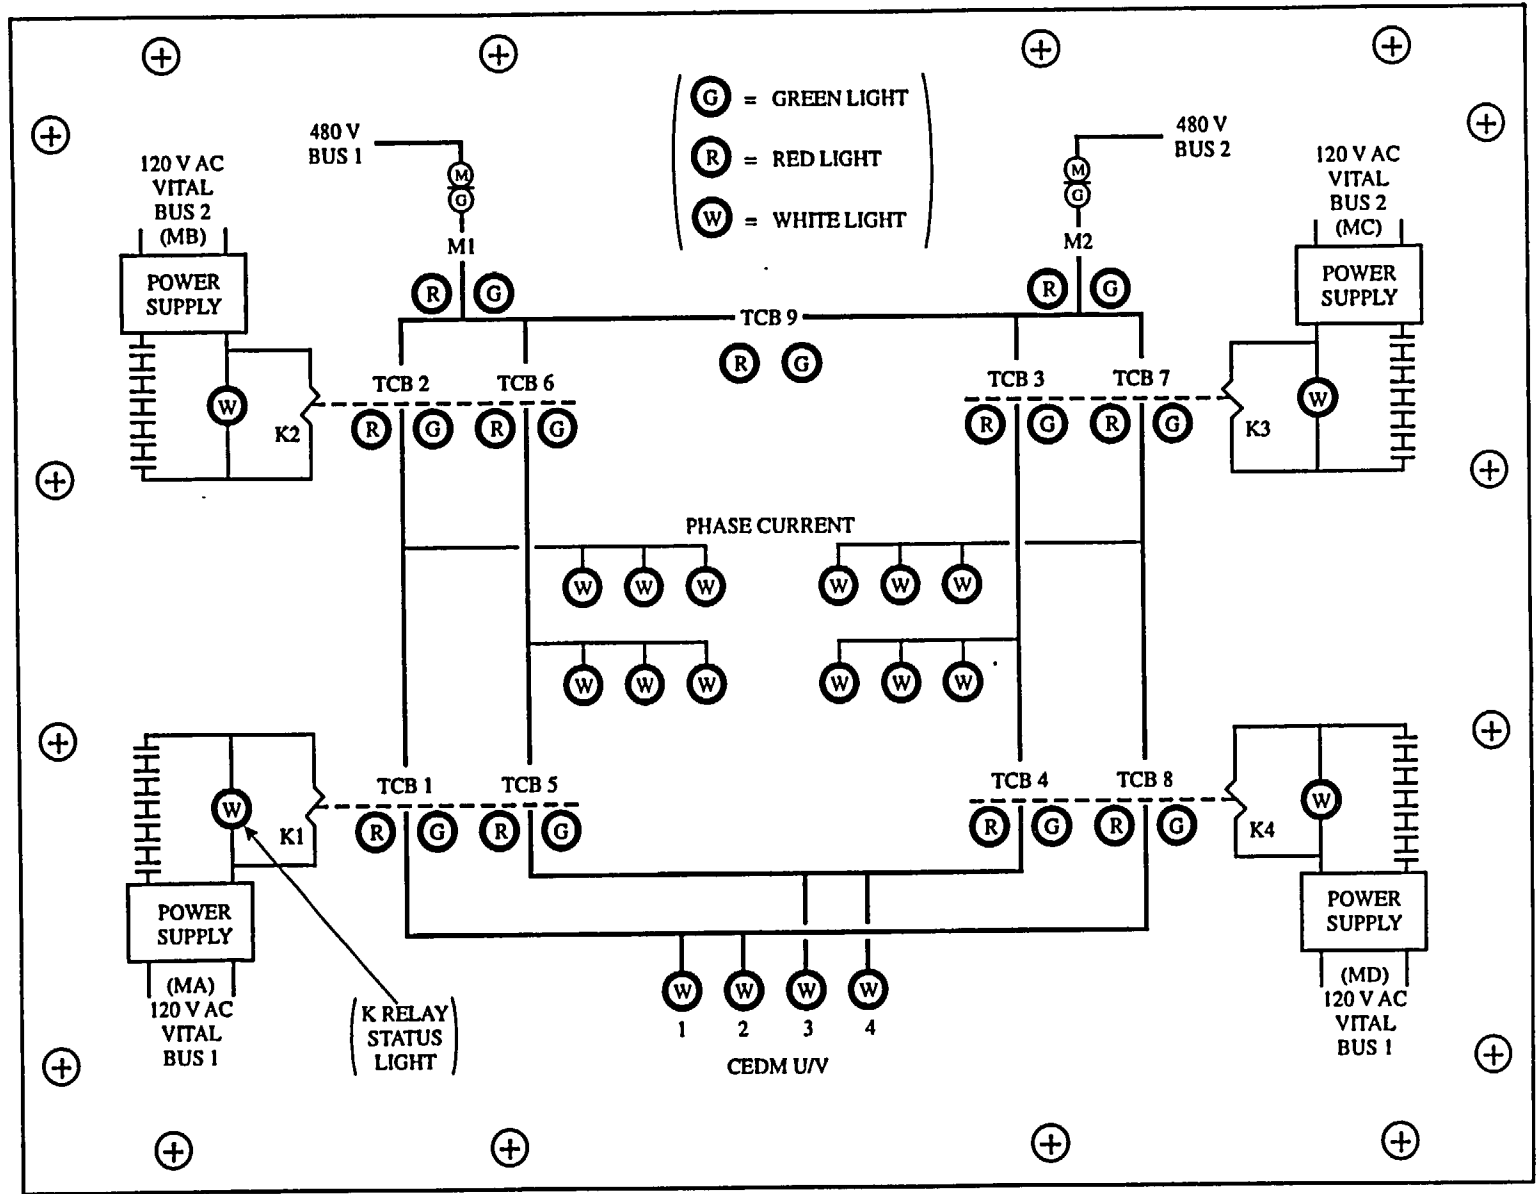 G = GREEN LIGHT
R = RED LIGHT
W = WHITE LIGHT
480 V
BUS 1
M
G
M1
R G
480 V
BUS 2
M
G
M2
R G
120 V AC
VITAL
BUS 2
(MB)
POWER
SUPPLY
W
K2
120 V AC
VITAL
BUS 2
(MC)
POWER
SUPPLY
W
K3
TCB 9
R G
TCB 2 TCB 6
R G R G
TCB 3 TCB 7
R G R G
PHASE CURRENT
W W W W W W
W W W W W W
TCB 1 TCB 5
R G R G
TCB 4 TCB 8
R G R G
W
K1
POWER
SUPPLY
(MA)
120 V AC
VITAL
BUS 1
K RELAY
STATUS
LIGHT
W
K4
POWER
SUPPLY
(MD)
120 V AC
VITAL
BUS 1
W W W W
1 2 3 4
CEDM U/V